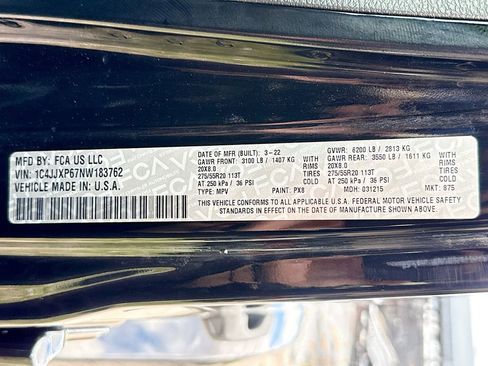 MFD BY: FCA US LLC
VIN: 1C4JJXP67NW183762
VEHICLE MADE IN: U.S.A.
DATE OF MFR (BUILT): 3-22 GVWR: 6200 LB / 2813 KG
GAWR FRONT: 3100 LB / 1407 KG WITH GAWR REAR: 3550 LB / 1611 KG WITH
20X8.0 RIMS 20X8.0 RIMS
275/55R20 113T TIRES 275/55R20 113T TIRES
AT 250 kPa / 36 PSI AT 250 kPa / 36 PSI
TYPE: MPV PAINT: PX8 MDH: 031215 MKT: 875
THIS VEHICLE CONFORMS TO ALL APPLICABLE U.S.A. FEDERAL MOTOR VEHICLE SAFETY
STANDARDS IN EFFECT ON THE DATE OF MANUFACTURE.